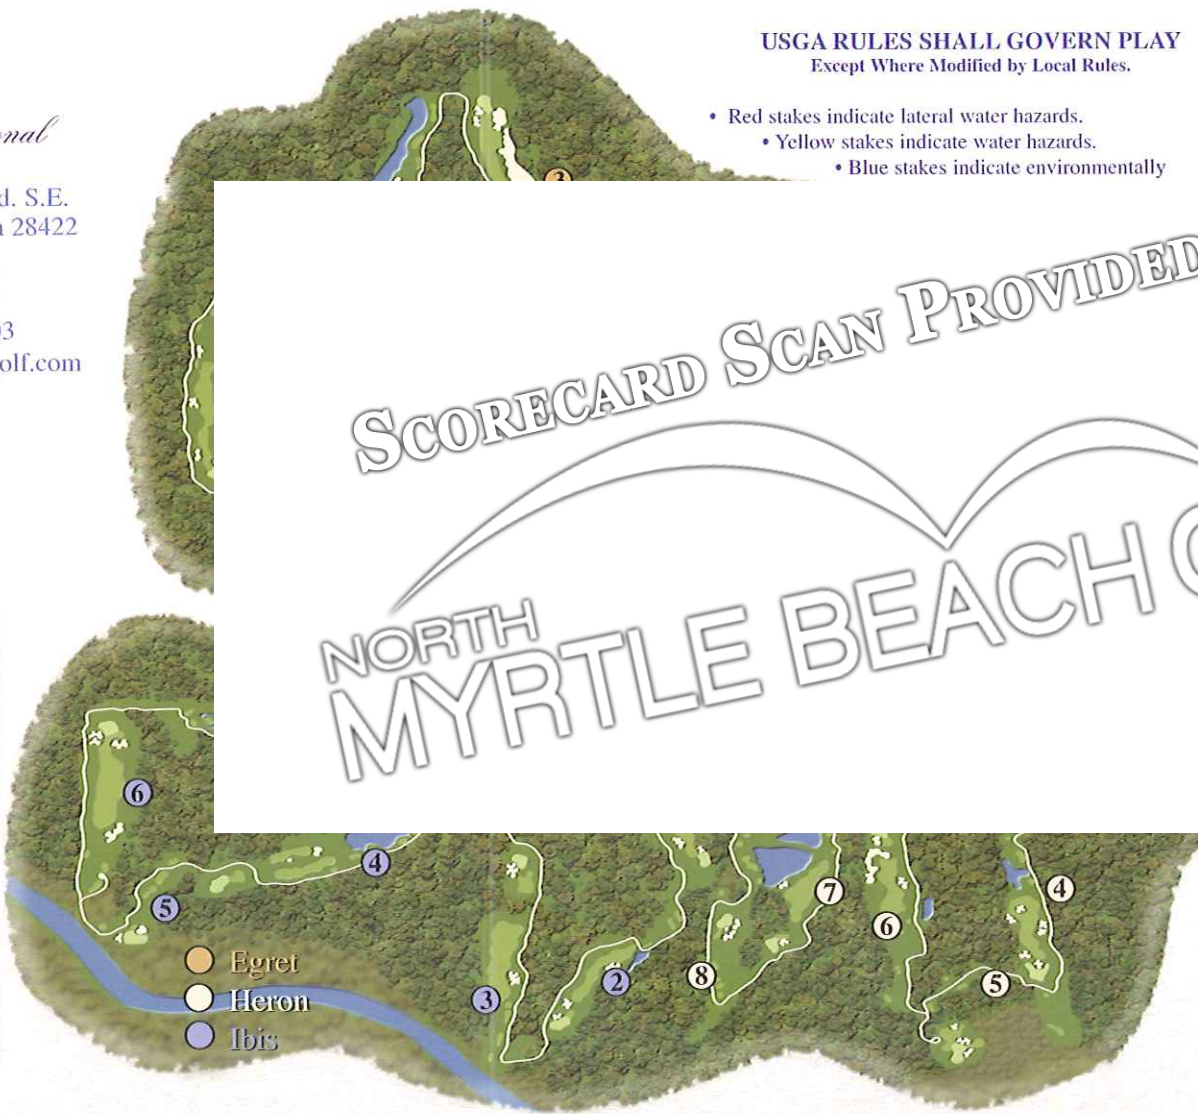 USGA RULES SHALL GOVERN PLAY
Except Where Modified by Local Rules.
• Red stakes indicate lateral water hazards.
• Yellow stakes indicate water hazards.
• Blue stakes indicate environmentally
nal
d. S.E.
28422
3
olf.com
3
SCORECARD SCAN PROVIDED
NORTH
MYRTLE BEACH
6
4
5
7
4
6
8
5
2
3
Egret
Heron
Ibis